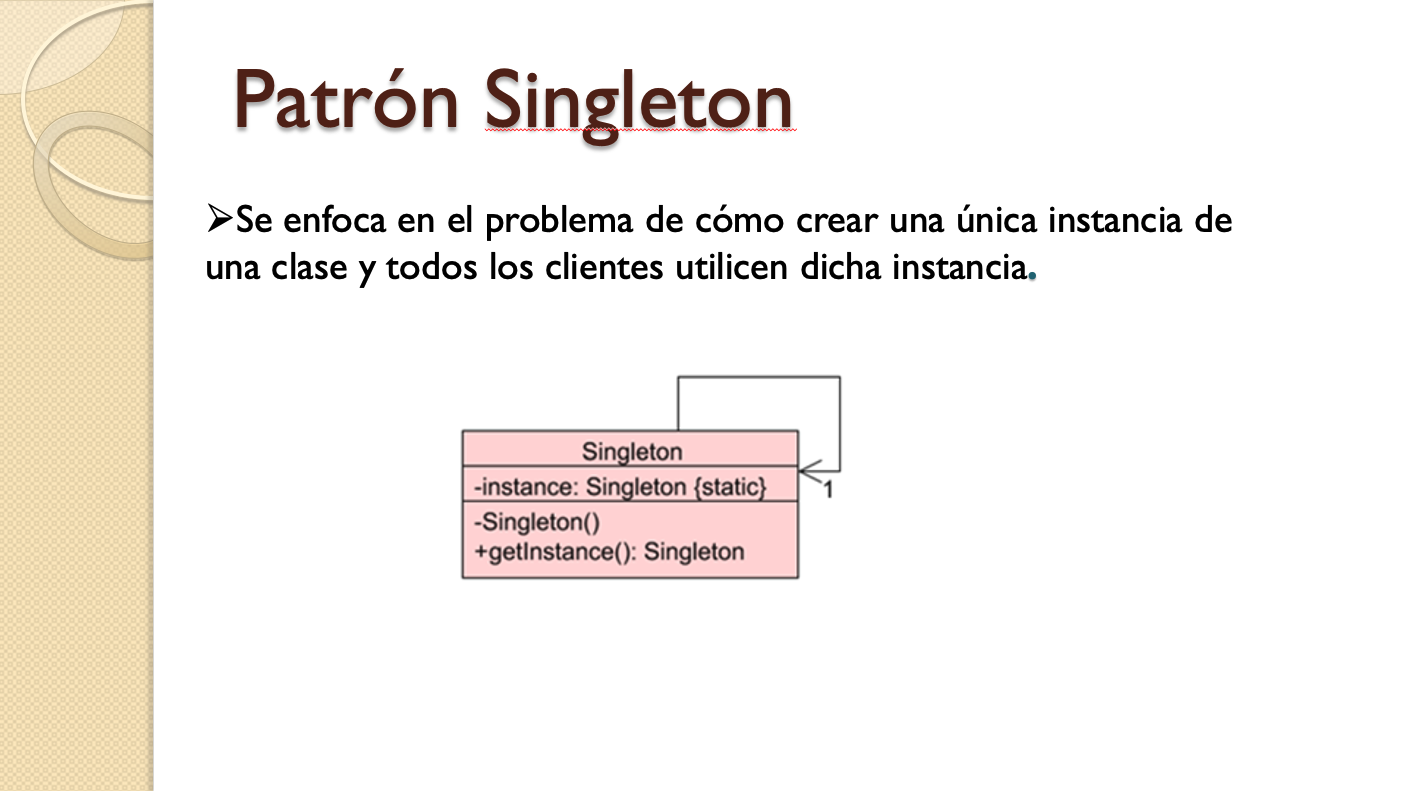 Patrón Singleton
➢Se enfoca en el problema de cómo crear una única instancia de
una clase y todos los clientes utilicen dicha instancia.
Singleton
-instance: Singleton {static}
1
-Singleton()
+getInstance(): Singleton